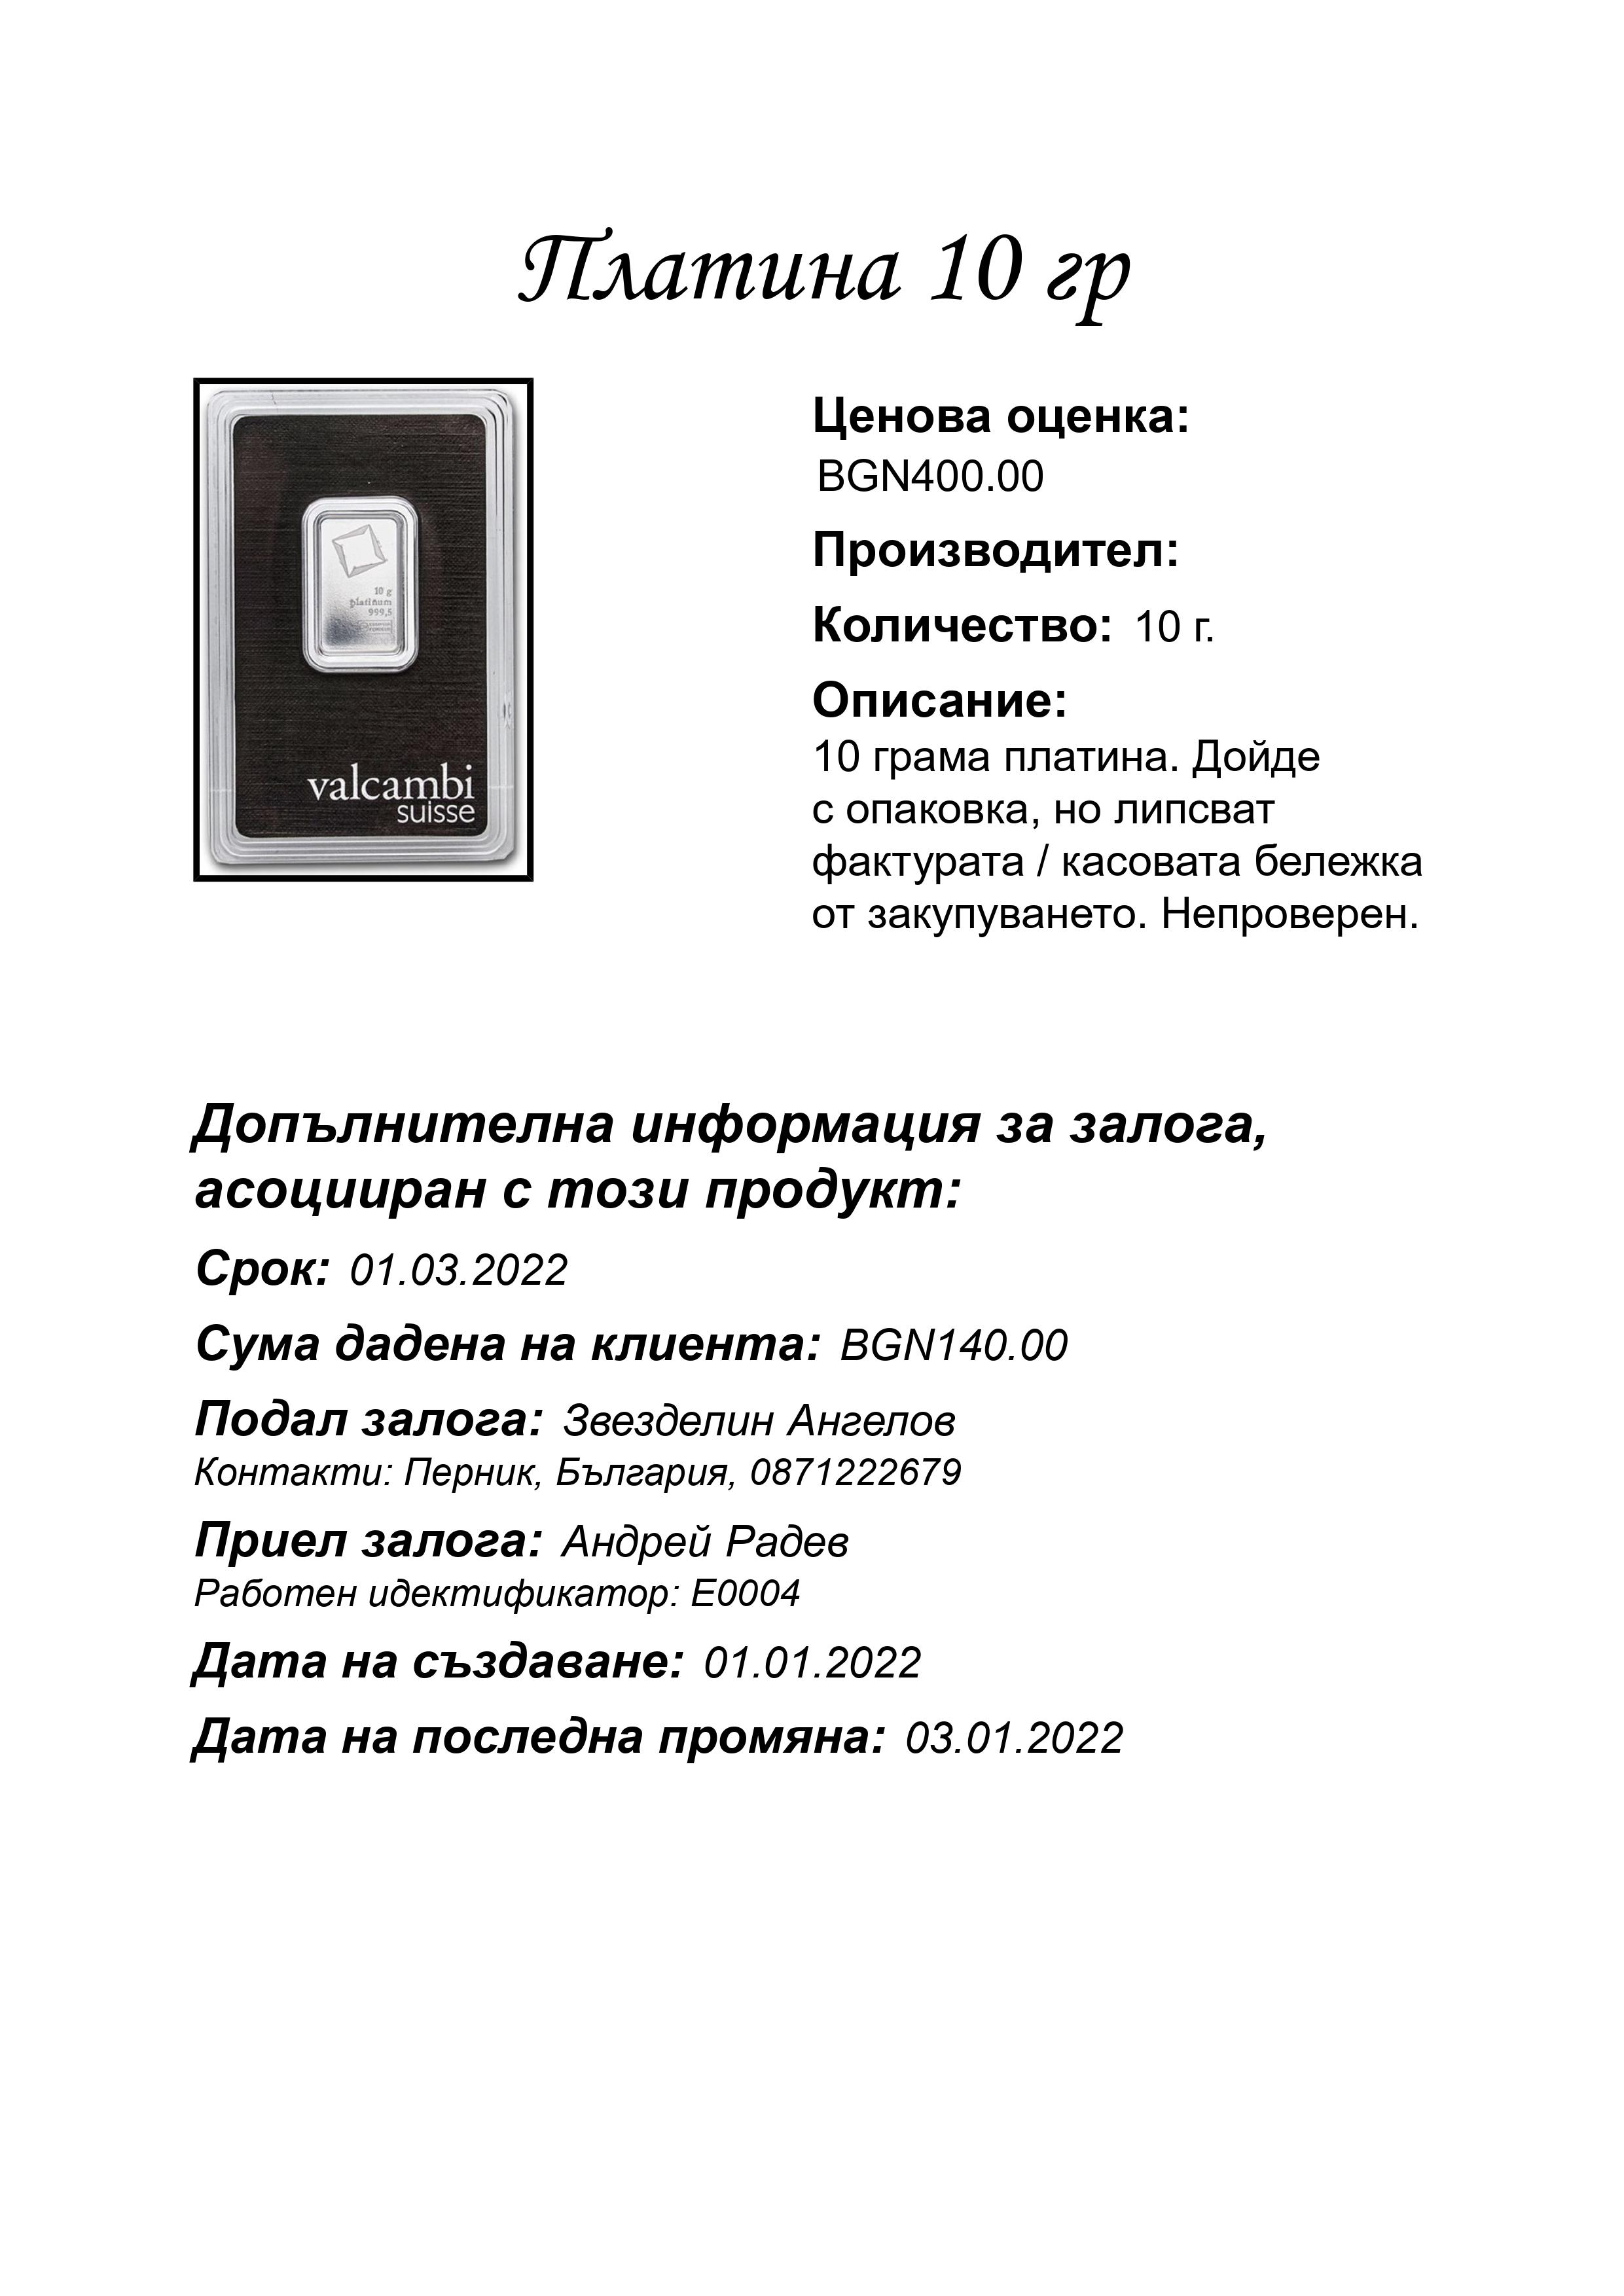 Платина 10 гр
10 g
platinum
999,5
valcambi
suisse
Ценова оценка:
BGN400.00
Производител:
Количество: 10 г.
Описание:
10 грама платина. Дойде
с опаковка, но липсват
фактурата / касовата бележка
от закупуването. Непроверен.
Допълнителна информация за залога,
асоцииран с този продукт:
Срок: 01.03.2022
Сума дадена на клиента: BGN140.00
Подал залога: Звезделин Ангелов
Контакти: Перник, България, 0871222679
Приел залога: Андрей Радев
Работен идектификатор: E0004
Дата на създаване: 01.01.2022
Дата на последна промяна: 03.01.2022